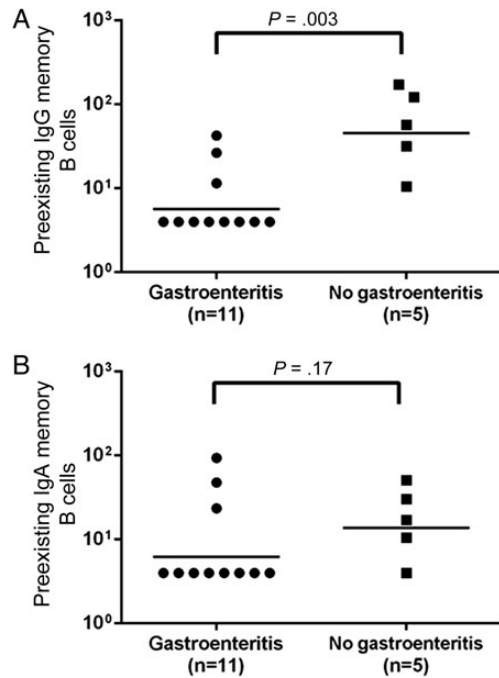 A
P = .003
Preexisting IgG memory
B cells
10³
10²
10¹
10⁰
Gastroenteritis
(n=11)
No gastroenteritis
(n=5)
B
P = .17
Preexisting IgA memory
B cells
10³
10²
10¹
10⁰
Gastroenteritis
(n=11)
No gastroenteritis
(n=5)